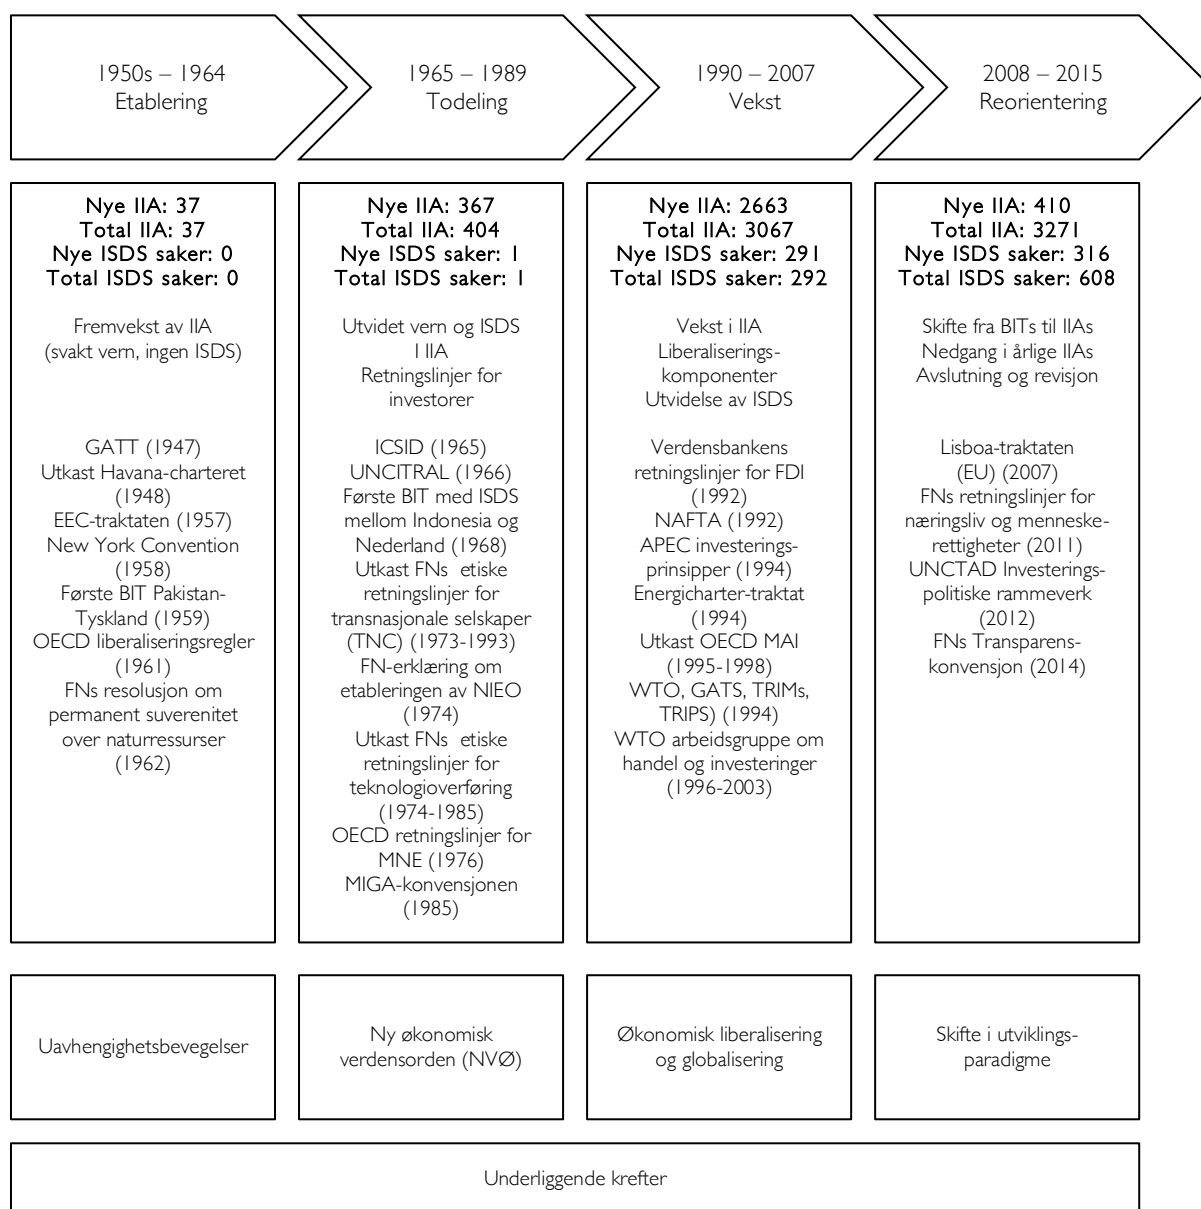 1950s – 1964
Etablering
1965 – 1989
Todeling
1990 – 2007
Vekst
2008 – 2015
Reorientering
Nye IIA: 37
Total IIA: 37
Nye ISDS saker: 0
Total ISDS saker: 0
Fremvekst av IIA
(svakt vern, ingen ISDS)
GATT (1947)
Utkast Havana-charteret
(1948)
EEC-traktaten (1957)
New York Convention
(1958)
Første BIT Pakistan-
Tyskland (1959)
OECD liberaliseringsregler
(1961)
FNs resolusjon om
permanent suverenitet
over naturressurser
(1962)
Nye IIA: 367
Total IIA: 404
Nye ISDS saker: 1
Total ISDS saker: 1
Utvidet vern og ISDS
I IIA
Retningslinjer for
investorer
ICSID (1965)
UNCITRAL (1966)
Første BIT med ISDS
mellom Indonesia og
Nederland (1968)
Utkast FNs etiske
retningslinjer for
transnasjonale selskaper
(TNC) (1973-1993)
FN-erklæring om
etableringen av NIEO
(1974)
Utkast FNs etiske
retningslinjer for
teknologioverføring
(1974-1985)
OECD retningslinjer for
MNE (1976)
MIGA-konvensjonen
(1985)
Nye IIA: 2663
Total IIA: 3067
Nye ISDS saker: 291
Total ISDS saker: 292
Vekst i IIA
Liberaliserings-
komponenter
Utvidelse av ISDS
Verdensbankens
retningslinjer for FDI
(1992)
NAFTA (1992)
APEC investerings-
prinsipper (1994)
Energicharter-traktat
(1994)
Utkast OECD MAI
(1995-1998)
WTO, GATS, TRIMs,
TRIPS) (1994)
WTO arbeidsgruppe om
handel og investeringer
(1996-2003)
Nye IIA: 410
Total IIA: 3271
Nye ISDS saker: 316
Total ISDS saker: 608
Skifte fra BITs til IIAs
Nedgang i årlige IIAs
Avslutning og revisjon
Lisboa-traktaten
(EU) (2007)
FNs retningslinjer for
næringsliv og menneske-
rettigheter (2011)
UNCTAD Investerings-
politiske rammeverk
(2012)
FNs Transparens-
konvensjon (2014)
Uavhengighetsbevegelser
Ny økonomisk
verdensorden (NVØ)
Økonomisk liberalisering
og globalisering
Skifte i utviklings-
paradigme
Underliggende krefter